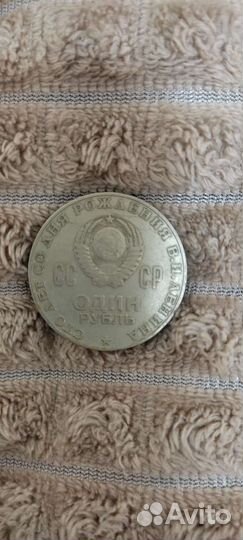 СТО ЛЕТ СО ДНЯ РОЖДЕНИЯ В.И.ЛЕНИНА
СС СР
ОДИН
РУБЛЬ
Avito